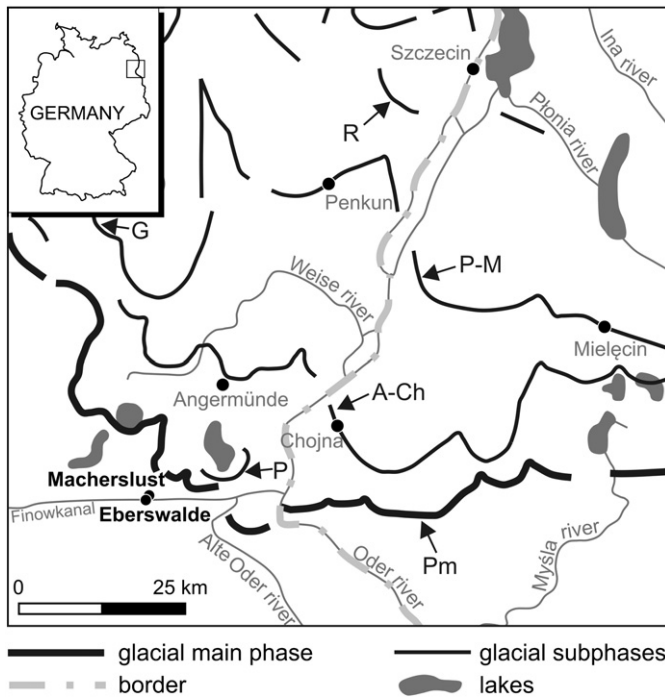 GERMANY
Szczecin
Ina river
Płonia river
R
Penkun
G
Weise river
P-M
Mielęcin
Angermünde
A-Ch
Chojna
P
Macherslust
Finowkanal
Eberswalde
Alte Oder river
Oder river
Pm
Myśla river
0 25 km
glacial main phase glacial subphases
border lakes